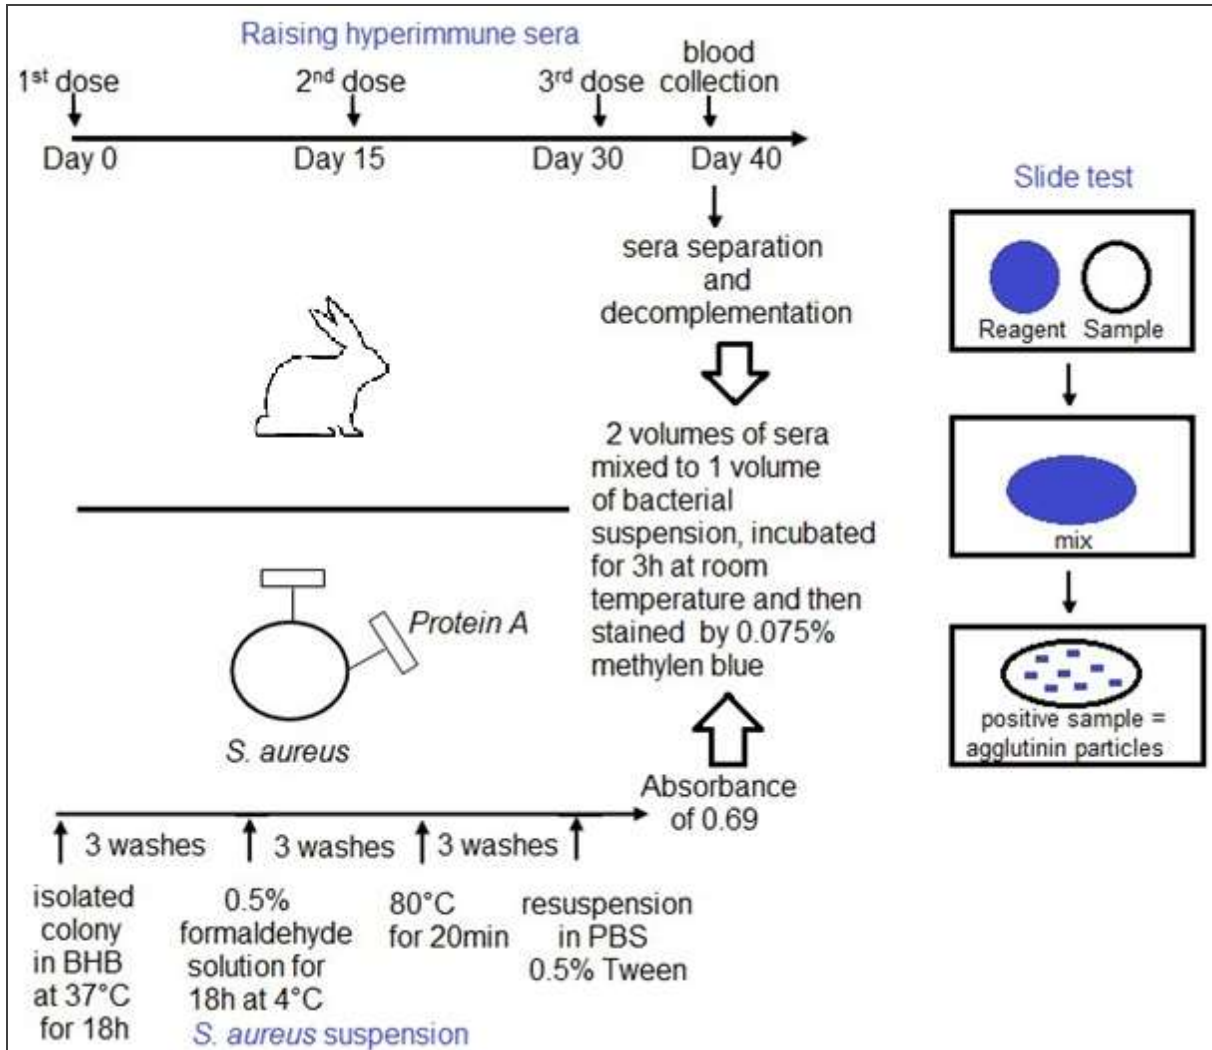 Raising hyperimmune sera
1st dose
2nd dose
3rd dose
blood
collection
Day 0
Day 15
Day 30
Day 40
sera separation
and
decomplementation
2 volumes of sera
mixed to 1 volume
of bacterial
suspension, incubated
for 3h at room
temperature and then
stained by 0.075%
methylen blue
Protein A
S. aureus
Absorbance
of 0.69
3 washes
3 washes
3 washes
isolated
colony
in BHB
at 37°C
for 18h
0.5%
formaldehyde
solution for
18h at 4°C
80°C
for 20min
resuspension
in PBS
0.5% Tween
S. aureus suspension
Slide test
Reagent
Sample
mix
positive sample =
agglutinin particles